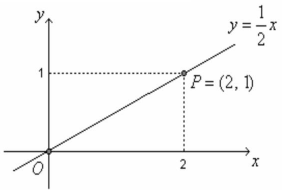 y
y = 1/2 x
1
P = (2, 1)
O
2
x